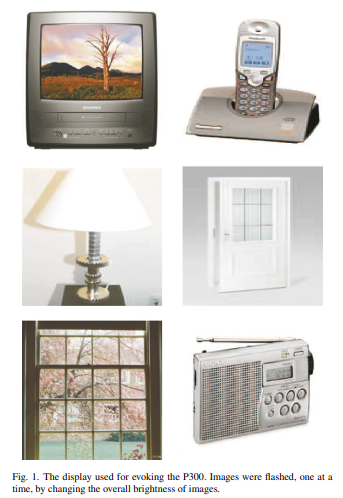 SYLVANIA
Fig. 1. The display used for evoking the P300. Images were flashed, one at a
time, by changing the overall brightness of images.